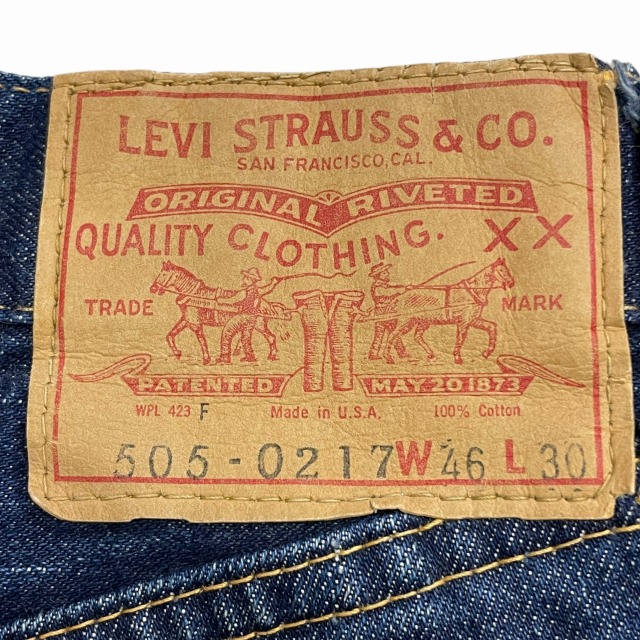 LEVI STRAUSS & CO.
SAN FRANCISCO, CAL.
ORIGINAL RIVETED
QUALITY CLOTHING. XX
TRADE MARK
PATENTED MAY 20 1873
WPL 423 F Made in U.S.A. 100% Cotton
505-0217 W 46 L 30